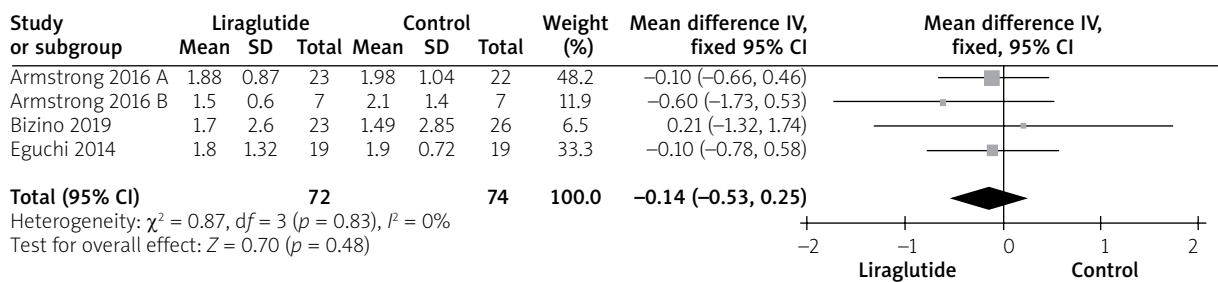 Study Liraglutide Control Weight Mean difference IV, Mean difference IV,
or subgroup Mean SD Total Mean SD Total (%) fixed 95% CI fixed, 95% CI
Armstrong 2016 A 1.88 0.87 23 1.98 1.04 22 48.2 −0.10 (−0.66, 0.46)
Armstrong 2016 B 1.5 0.6 7 2.1 1.4 7 11.9 −0.60 (−1.73, 0.53)
Bizino 2019 1.7 2.6 23 1.49 2.85 26 6.5 0.21 (−1.32, 1.74)
Eguchi 2014 1.8 1.32 19 1.9 0.72 19 33.3 −0.10 (−0.78, 0.58)
Total (95% CI) 72 74 100.0 −0.14 (−0.53, 0.25)
Heterogeneity: χ² = 0.87, df = 3 (p = 0.83), I² = 0%
Test for overall effect: Z = 0.70 (p = 0.48)
−2 −1 0 1 2
Liraglutide Control